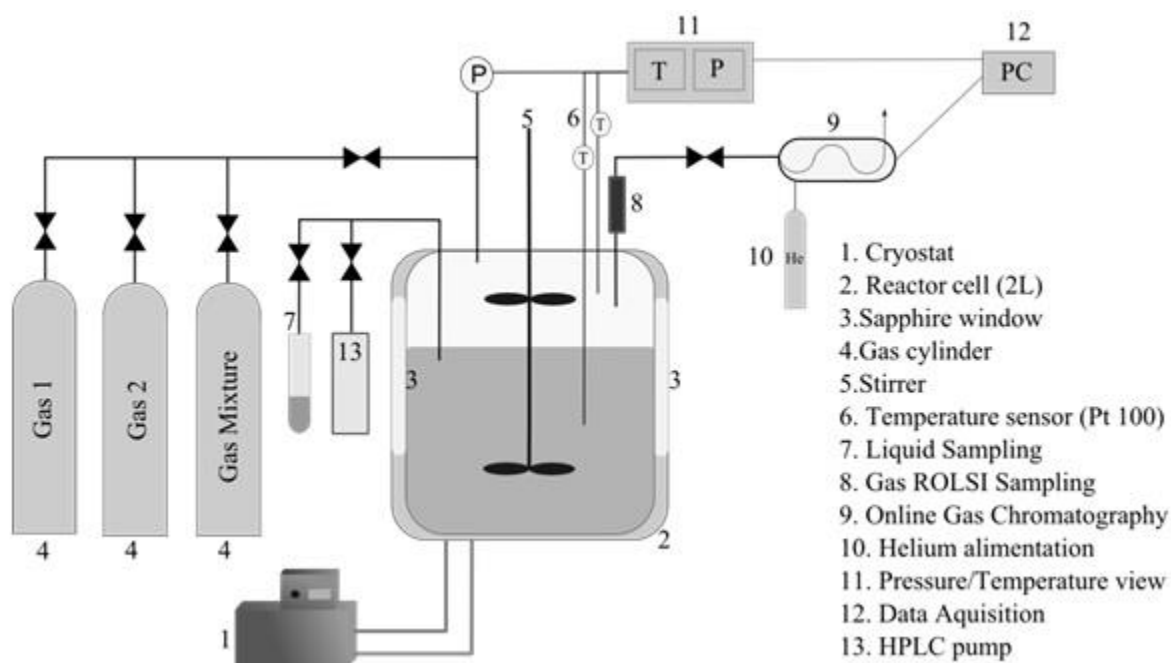 11
12
T
P
PC
P
5
6
T
T
9
8
10
He
7
13
3
3
Gas 1
Gas 2
Gas Mixture
4
4
4
2
1
1. Cryostat
2. Reactor cell (2L)
3.Sapphire window
4.Gas cylinder
5.Stirrer
6. Temperature sensor (Pt 100)
7. Liquid Sampling
8. Gas ROLSI Sampling
9. Online Gas Chromatography
10. Helium alimentation
11. Pressure/Temperature view
12. Data Aquisition
13. HPLC pump